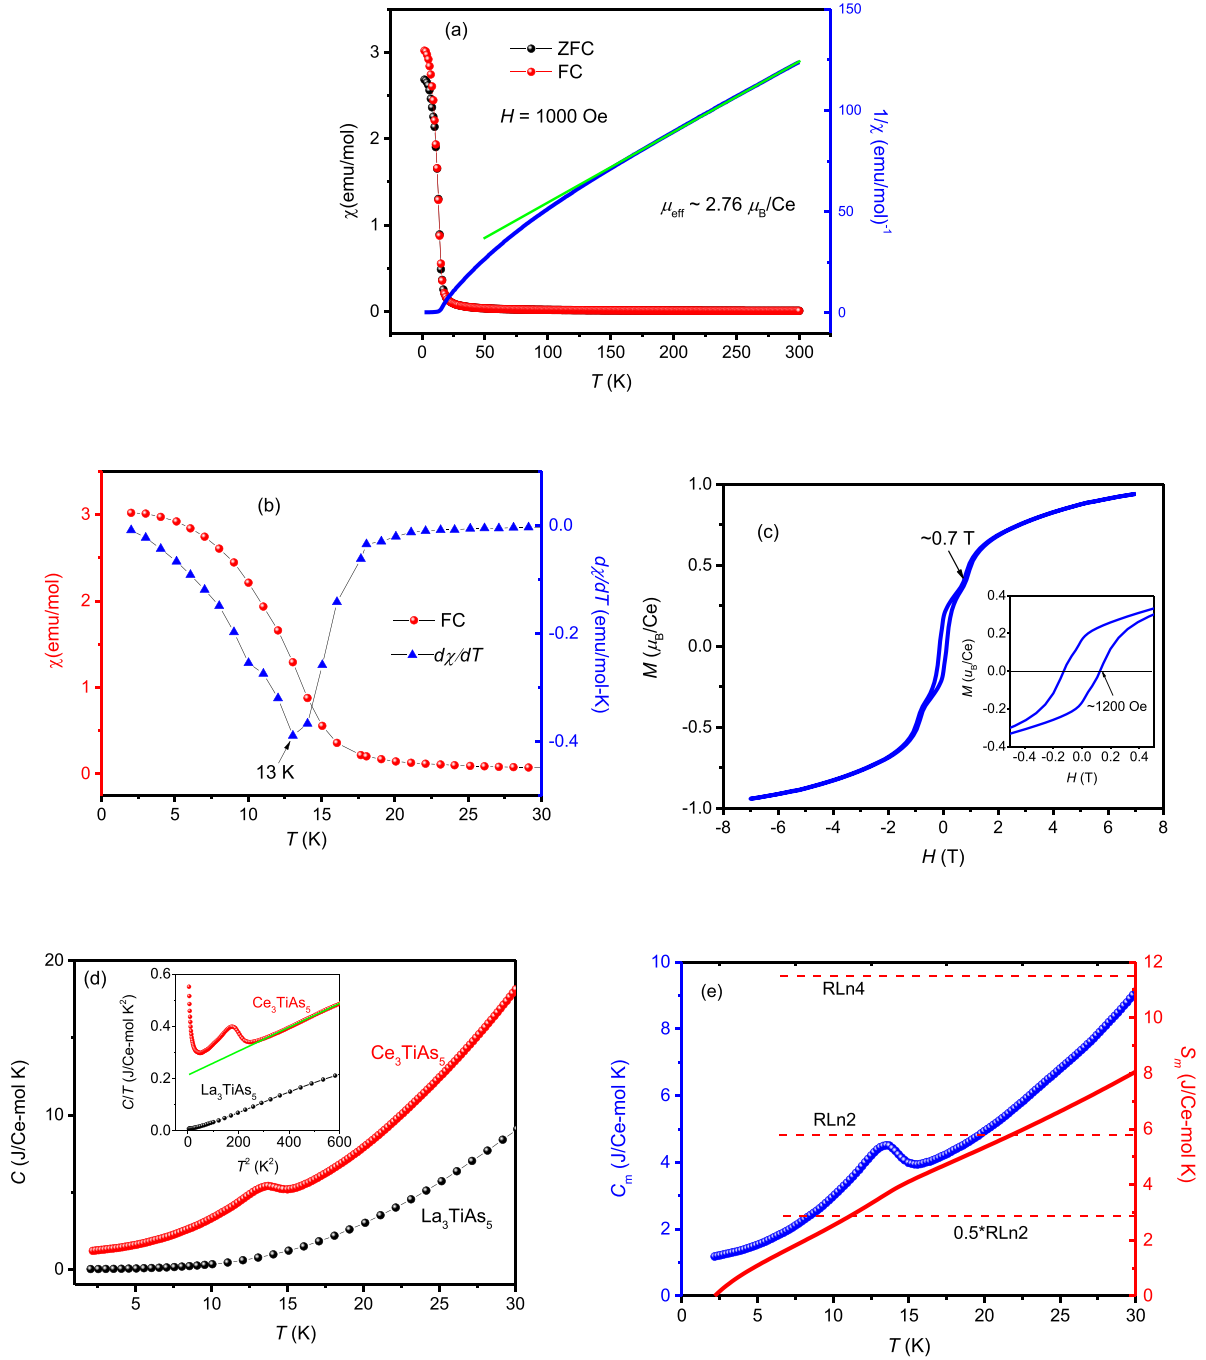 (a)
ZFC
FC
H = 1000 Oe
μeff ~ 2.76 μB/Ce
χ(emu/mol)
0
1
2
3
1/χ (emu/mol)-1
0
50
100
150
0 50 100 150 200 250 300
T (K)
(b)
FC
dχ/dT
13 K
χ(emu/mol)
0
1
2
3
dχ/dT (emu/mol-K)
0.0
-0.2
-0.4
0 5 10 15 20 25 30
T (K)
(c)
~0.7 T
M (μB/Ce)
1.0
0.5
0.0
-0.5
-1.0
-8 -6 -4 -2 0 2 4 6 8
H (T)
M (uB/Ce)
0.4
0.2
0.0
-0.2
-0.4
~1200 Oe
-0.4 -0.2 0.0 0.2 0.4
H (T)
(d)
C (J/Ce-mol K)
20
10
0
5 10 15 20 25 30
T (K)
Ce3TiAs5
La3TiAs5
C/T (J/Ce-mol K2)
0.6
0.4
0.2
0.0
Ce3TiAs5
La3TiAs5
0 200 400 600
T2 (K2)
(e)
RLn4
RLn2
0.5*RLn2
Cm (J/Ce-mol K)
10
8
6
4
2
0
Sm (J/Ce-mol K)
12
10
8
6
4
2
0
0 5 10 15 20 25 30
T (K)